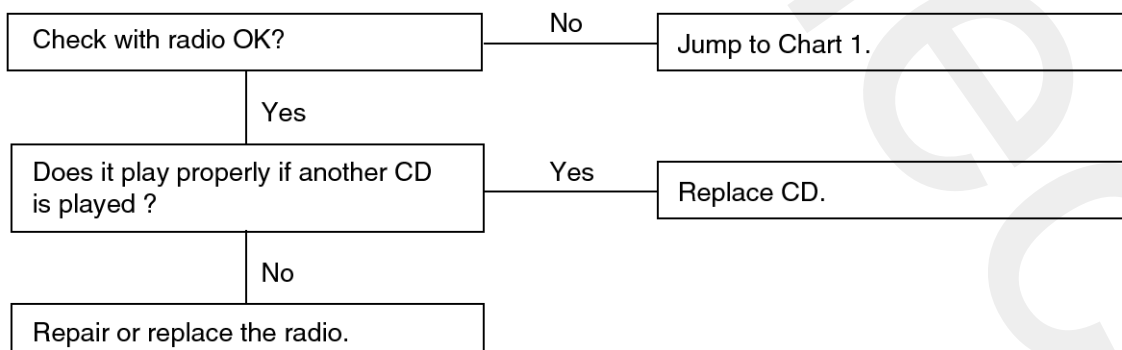 Check with radio OK?
No
Jump to Chart 1.
Yes
Does it play properly if another CD
is played ?
Yes
Replace CD.
No
Repair or replace the radio.